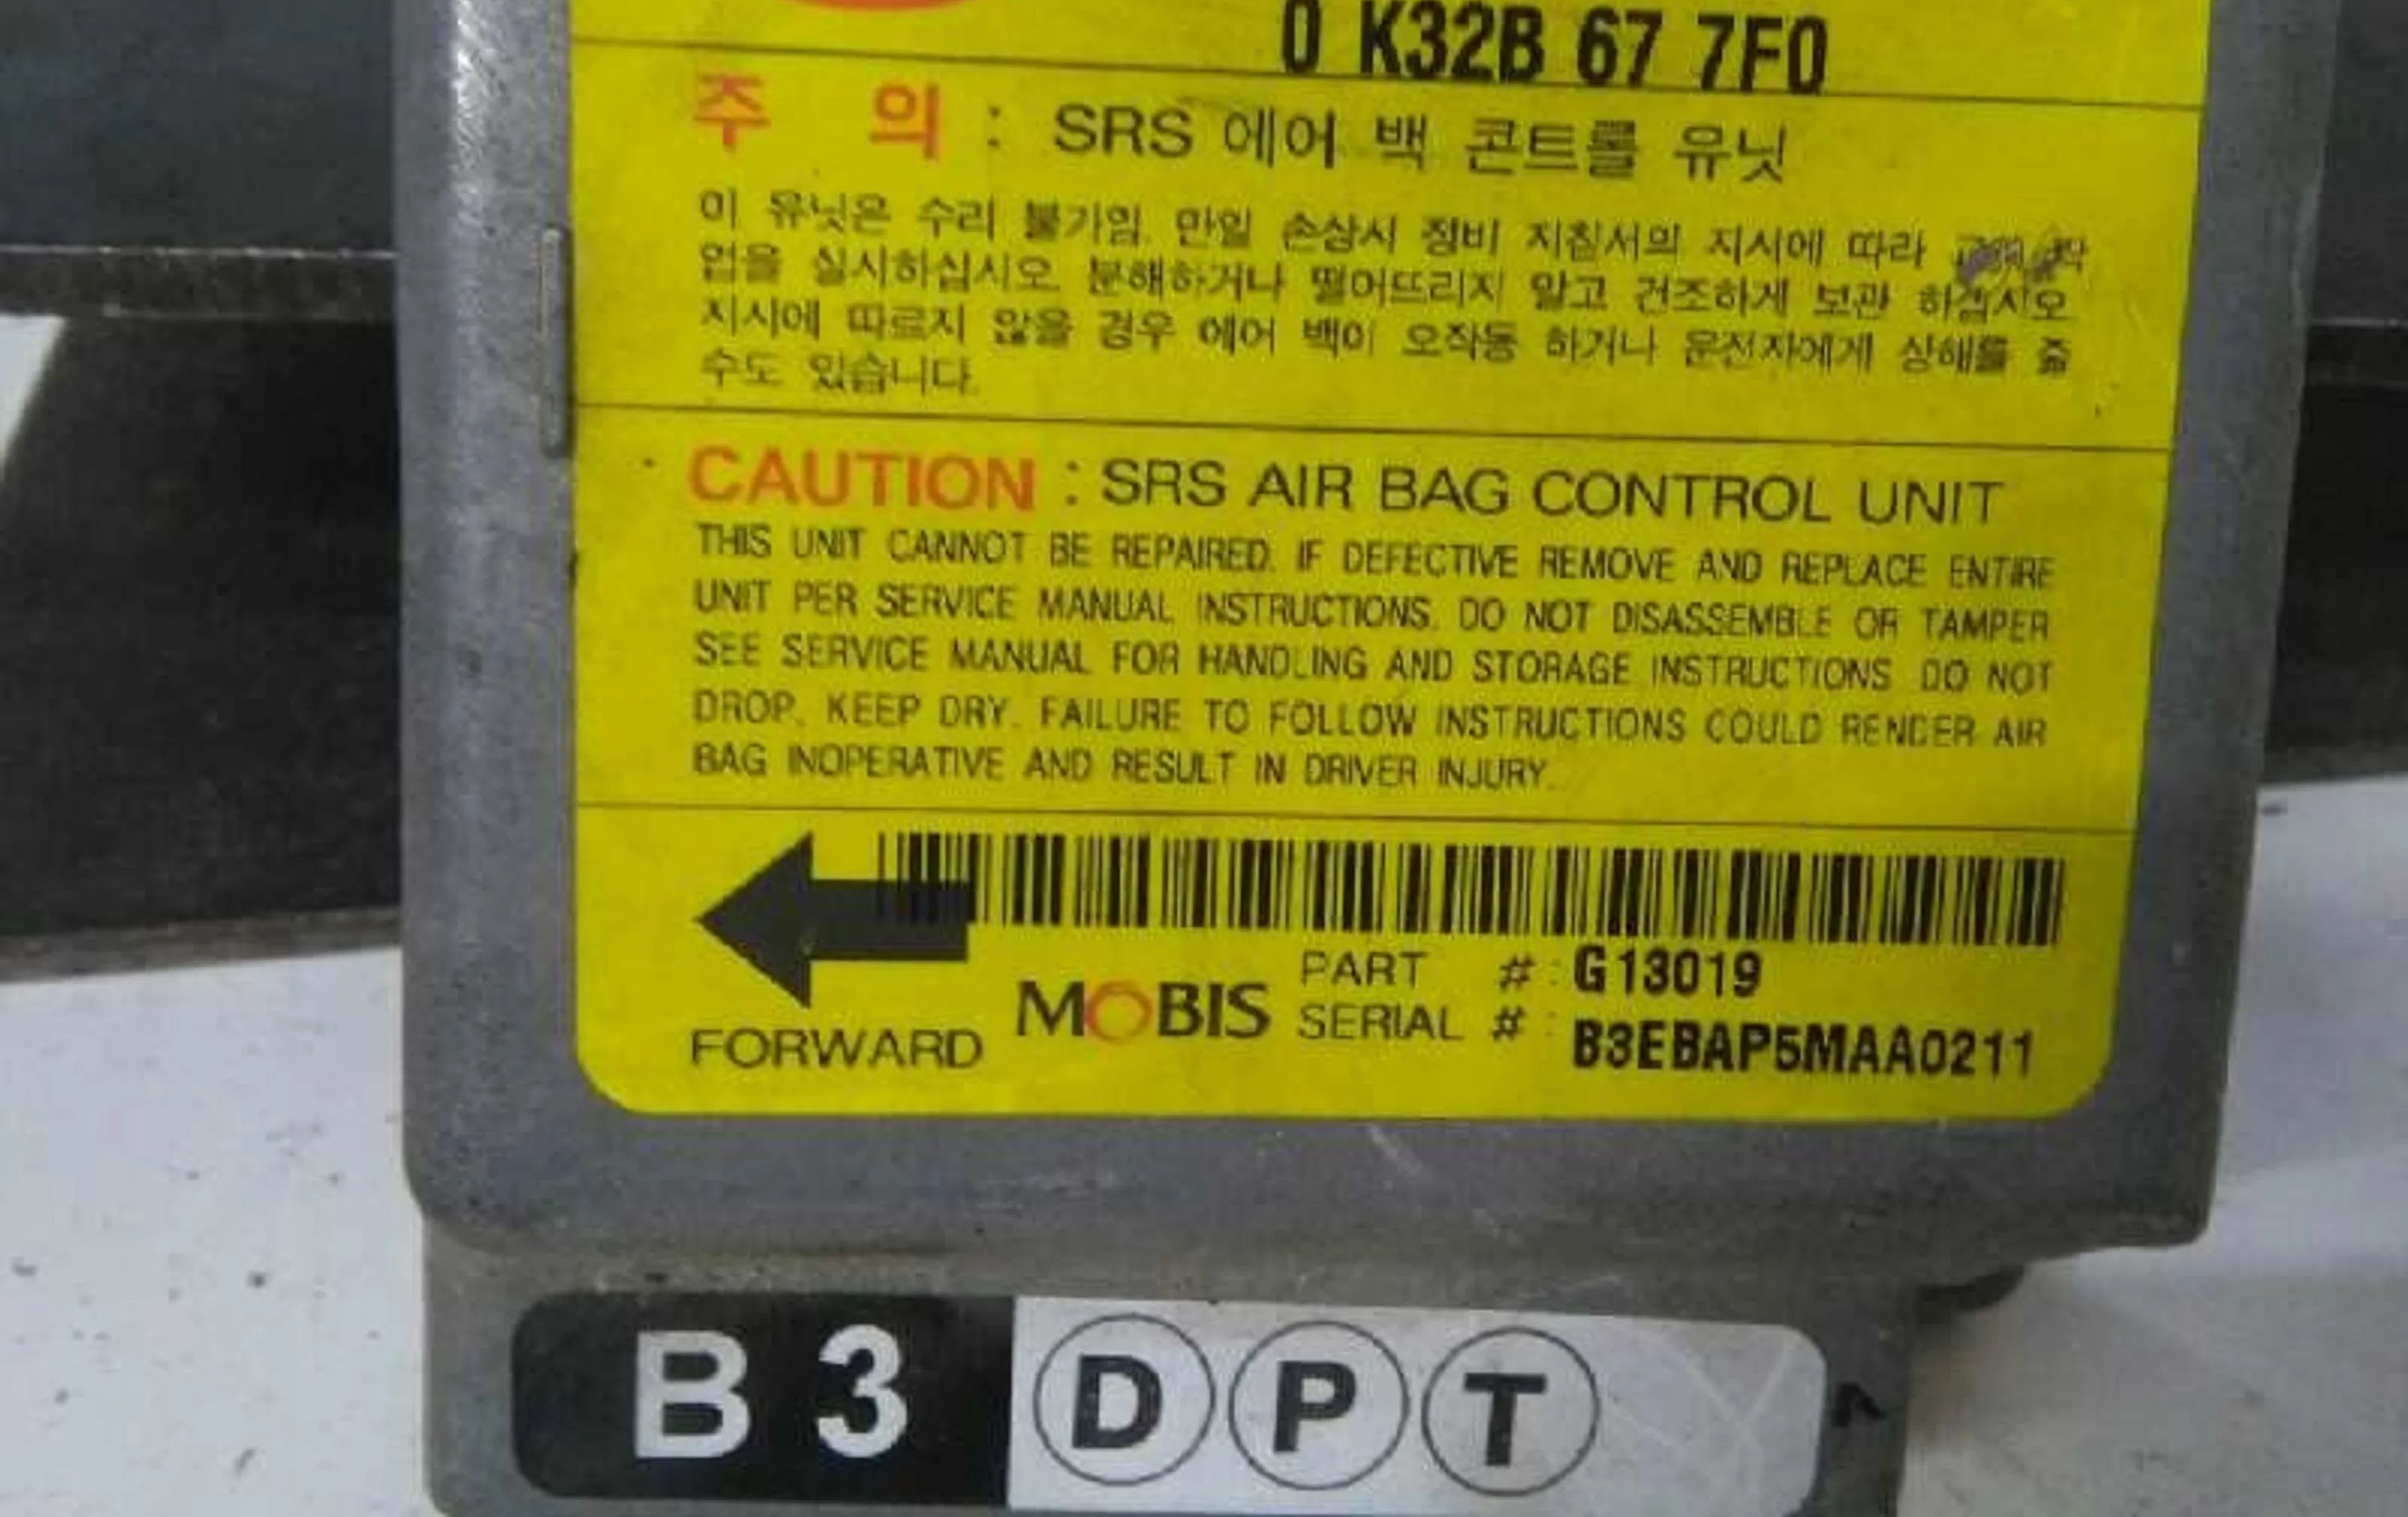 0 K32B 67 7F0
주 의 : SRS 에어 백 콘트롤 유닛
이 유닛은 수리 불가임. 만일 손상시 정비 지침서의 지시에 따라 작
업을 실시하십시오. 분해하거나 떨어뜨리지 말고 건조하게 보관 하십시오
지시에 따르지 않을 경우 에어 백이 오작동 하거나 운전자에게 상해를 줄
수도 있습니다.
CAUTION : SRS AIR BAG CONTROL UNIT
THIS UNIT CANNOT BE REPAIRED. IF DEFECTIVE REMOVE AND REPLACE ENTIRE
UNIT PER SERVICE MANUAL INSTRUCTIONS. DO NOT DISASSEMBLE OR TAMPER
SEE SERVICE MANUAL FOR HANDLING AND STORAGE INSTRUCTIONS. DO NOT
DROP. KEEP DRY. FAILURE TO FOLLOW INSTRUCTIONS COULD RENDER AIR
BAG INOPERATIVE AND RESULT IN DRIVER INJURY.
PART # : G13019
FORWARD MOBIS SERIAL # : B3EBAP5MAA0211
B 3 D P T